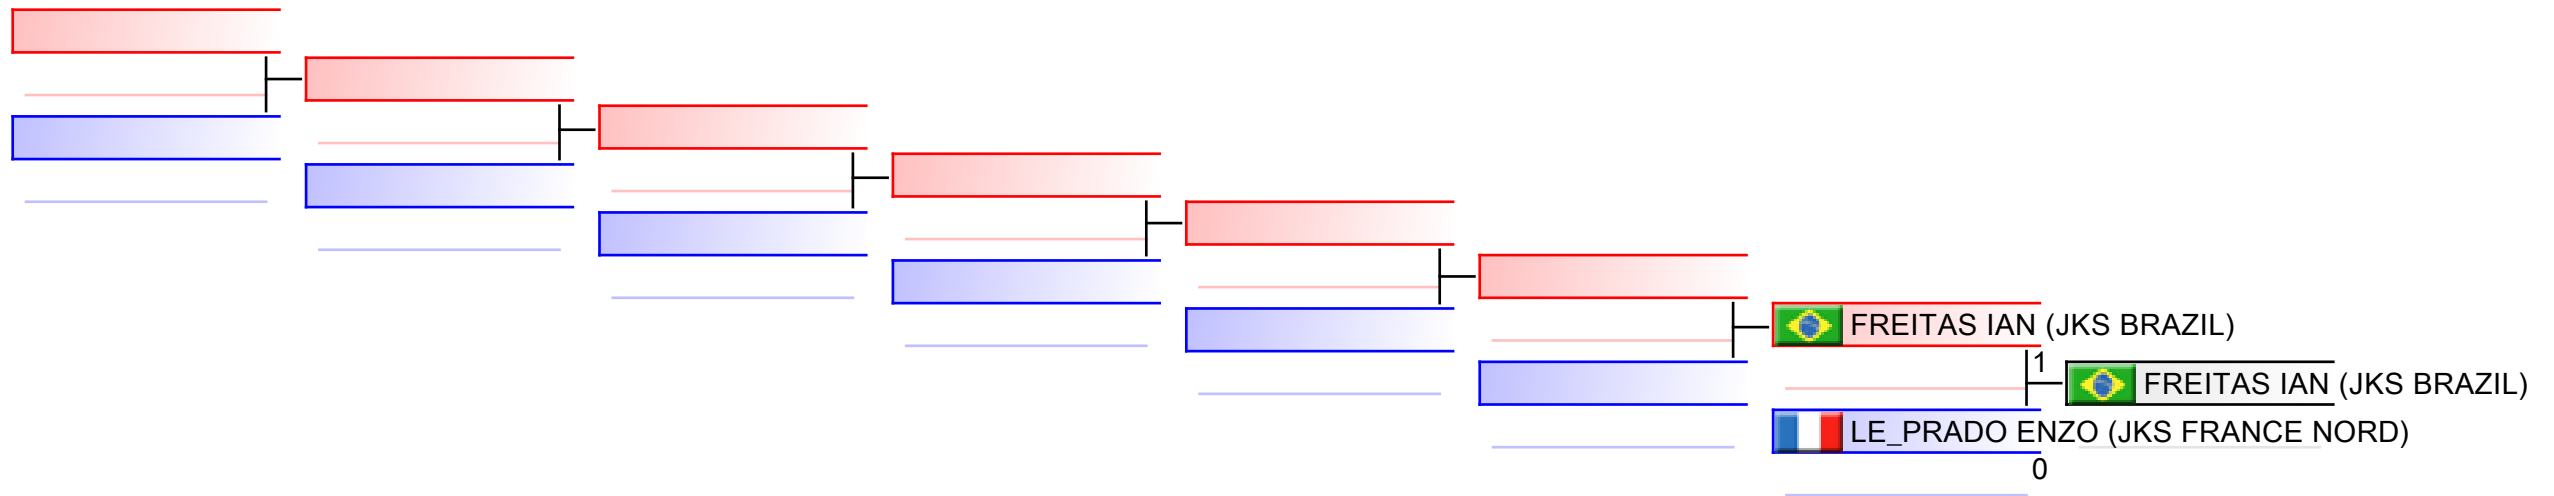 FREITAS IAN (JKS BRAZIL)
1
FREITAS IAN (JKS BRAZIL)
LE_PRADO ENZO (JKS FRANCE NORD)
0